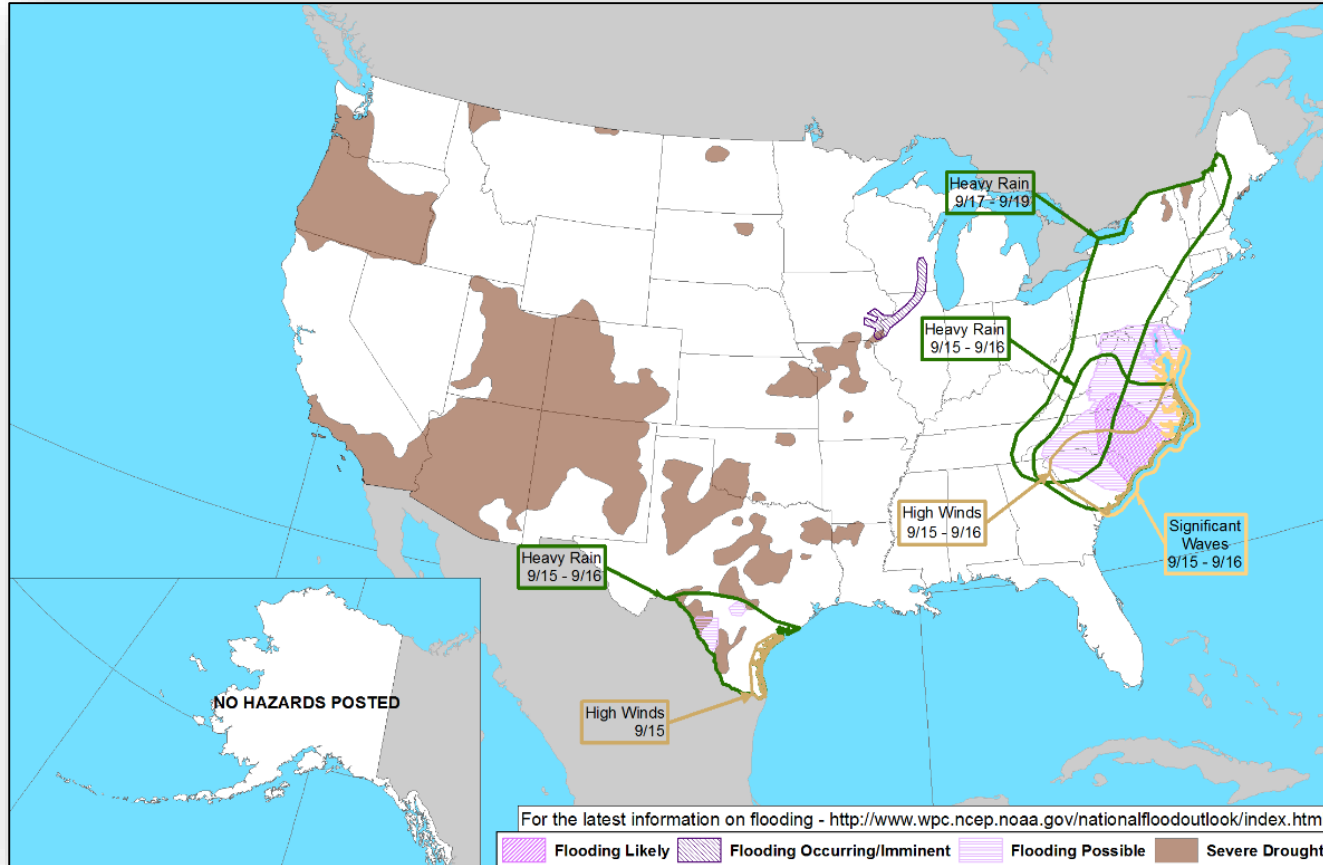 Heavy Rain
9/17 - 9/19
Heavy Rain
9/15 - 9/16
High Winds
9/15 - 9/16
Significant
Waves
9/15 - 9/16
Heavy Rain
9/15 - 9/16
High Winds
9/15
NO HAZARDS POSTED
For the latest information on flooding - http://www.wpc.ncep.noaa.gov/nationalfloodoutlook/index.htm
Flooding Likely Flooding Occurring/Imminent Flooding Possible Severe Drought